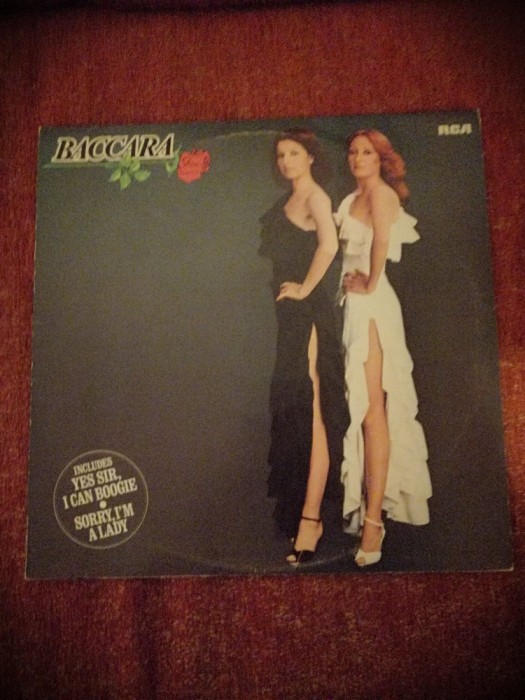 BACCARA
RCA
INCLUDES
YES SIR,
I CAN BOOGIE
•
SORRY, I'M
A LADY